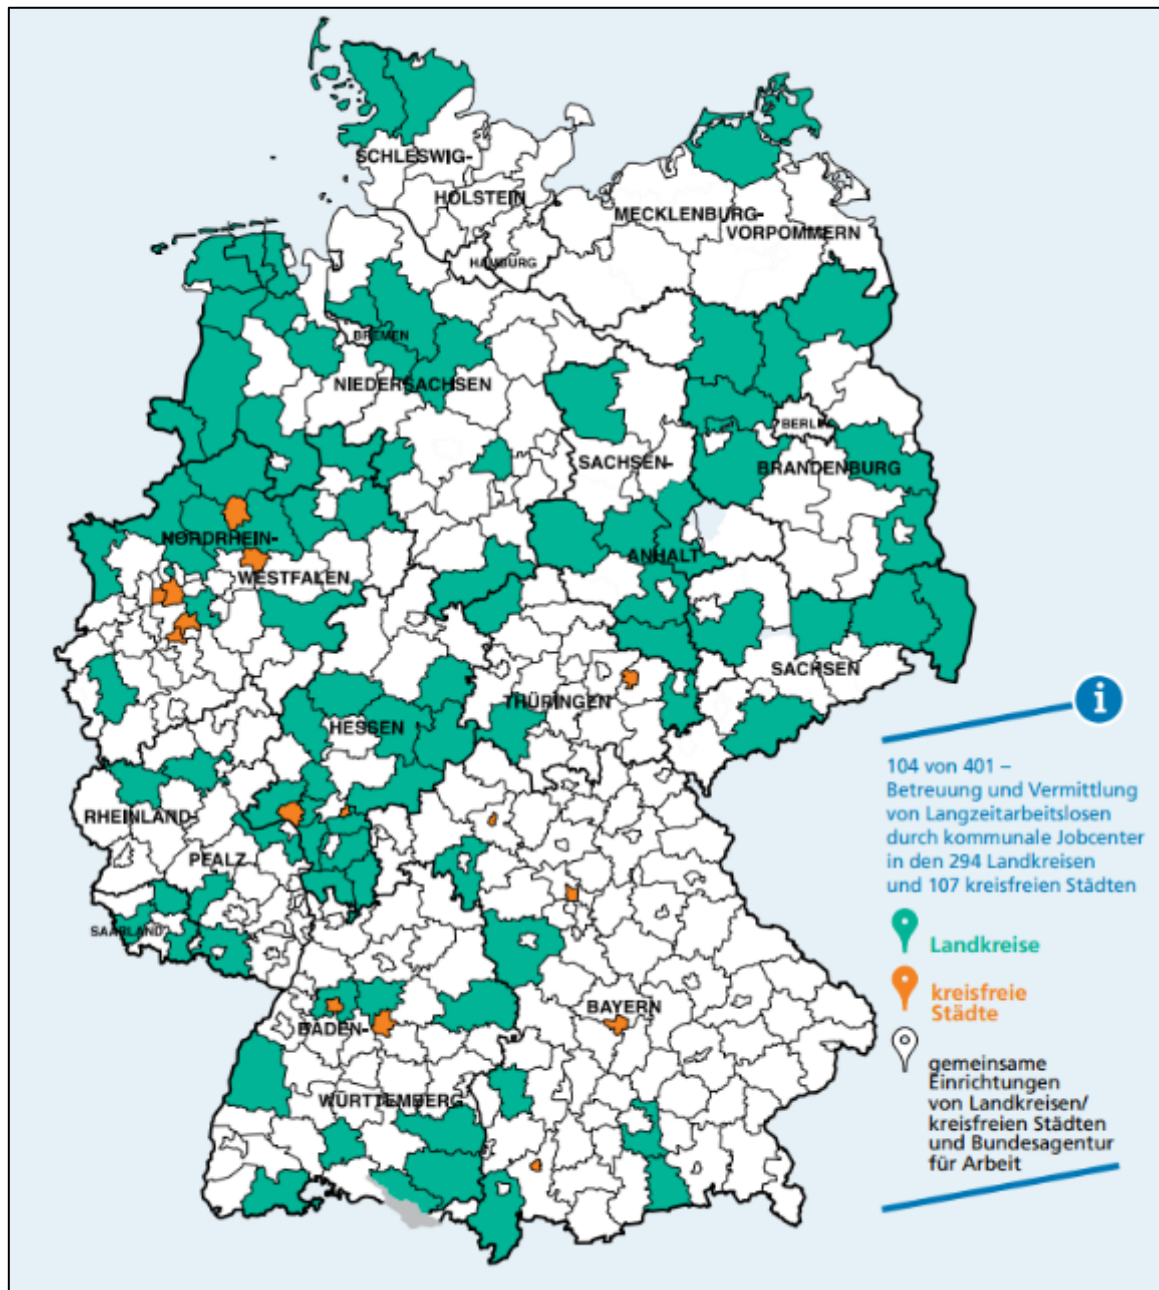 SCHLESWIG-
HOLSTEIN
MECKLENBURG-
VORPOMMERN
HAMBURG
BREMEN
NIEDERSACHSEN
BERLIN
SACHSEN-
BRANDENBURG
NORDRHEIN-
ANHALT
WESTFALEN
SACHSEN
THÜRINGEN
HESSEN
RHEINLAND-
PFALZ
SAARLAND
BAYERN
BADEN-
WÜRTTEMBERG
i
104 von 401 –
Betreuung und Vermittlung
von Langzeitarbeitslosen
durch kommunale Jobcenter
in den 294 Landkreisen
und 107 kreisfreien Städten
Landkreise
kreisfreie
Städte
gemeinsame
Einrichtungen
von Landkreisen/
kreisfreien Städten
und Bundesagentur
für Arbeit